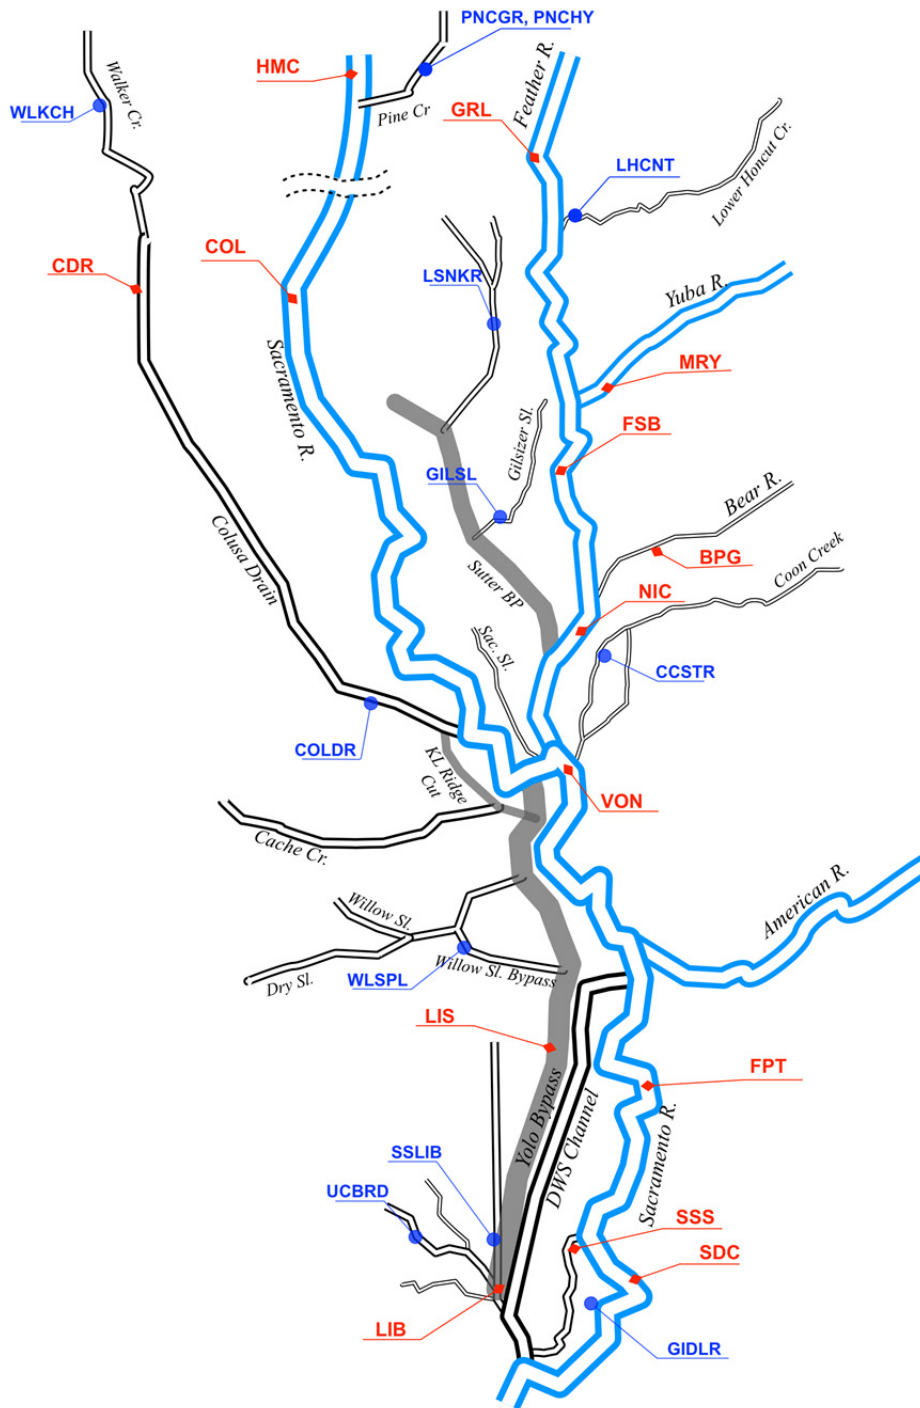 PNCGR, PNCHY
HMC
Walker Cr.
WLKCH
Pine Cr
Feather R.
GRL
LHCNT
Lower Honcut Cr.
CDR
COL
LSNKR
Yuba R.
Sacramento R.
MRY
FSB
Gilsizer Sl.
GILSL
Bear R.
BPG
Colusa Drain
Sutter BP
NIC
Coon Creek
Sac. Sl.
CCSTR
COLDR
KL Ridge
Cut
VON
Cache Cr.
American R.
Willow Sl.
Dry Sl.
WLSPL
Willow Sl. Bypass
LIS
FPT
Yolo Bypass
DWS Channel
Sacramento R.
SSLIB
UCBRD
SSS
SDC
LIB
GIDLR